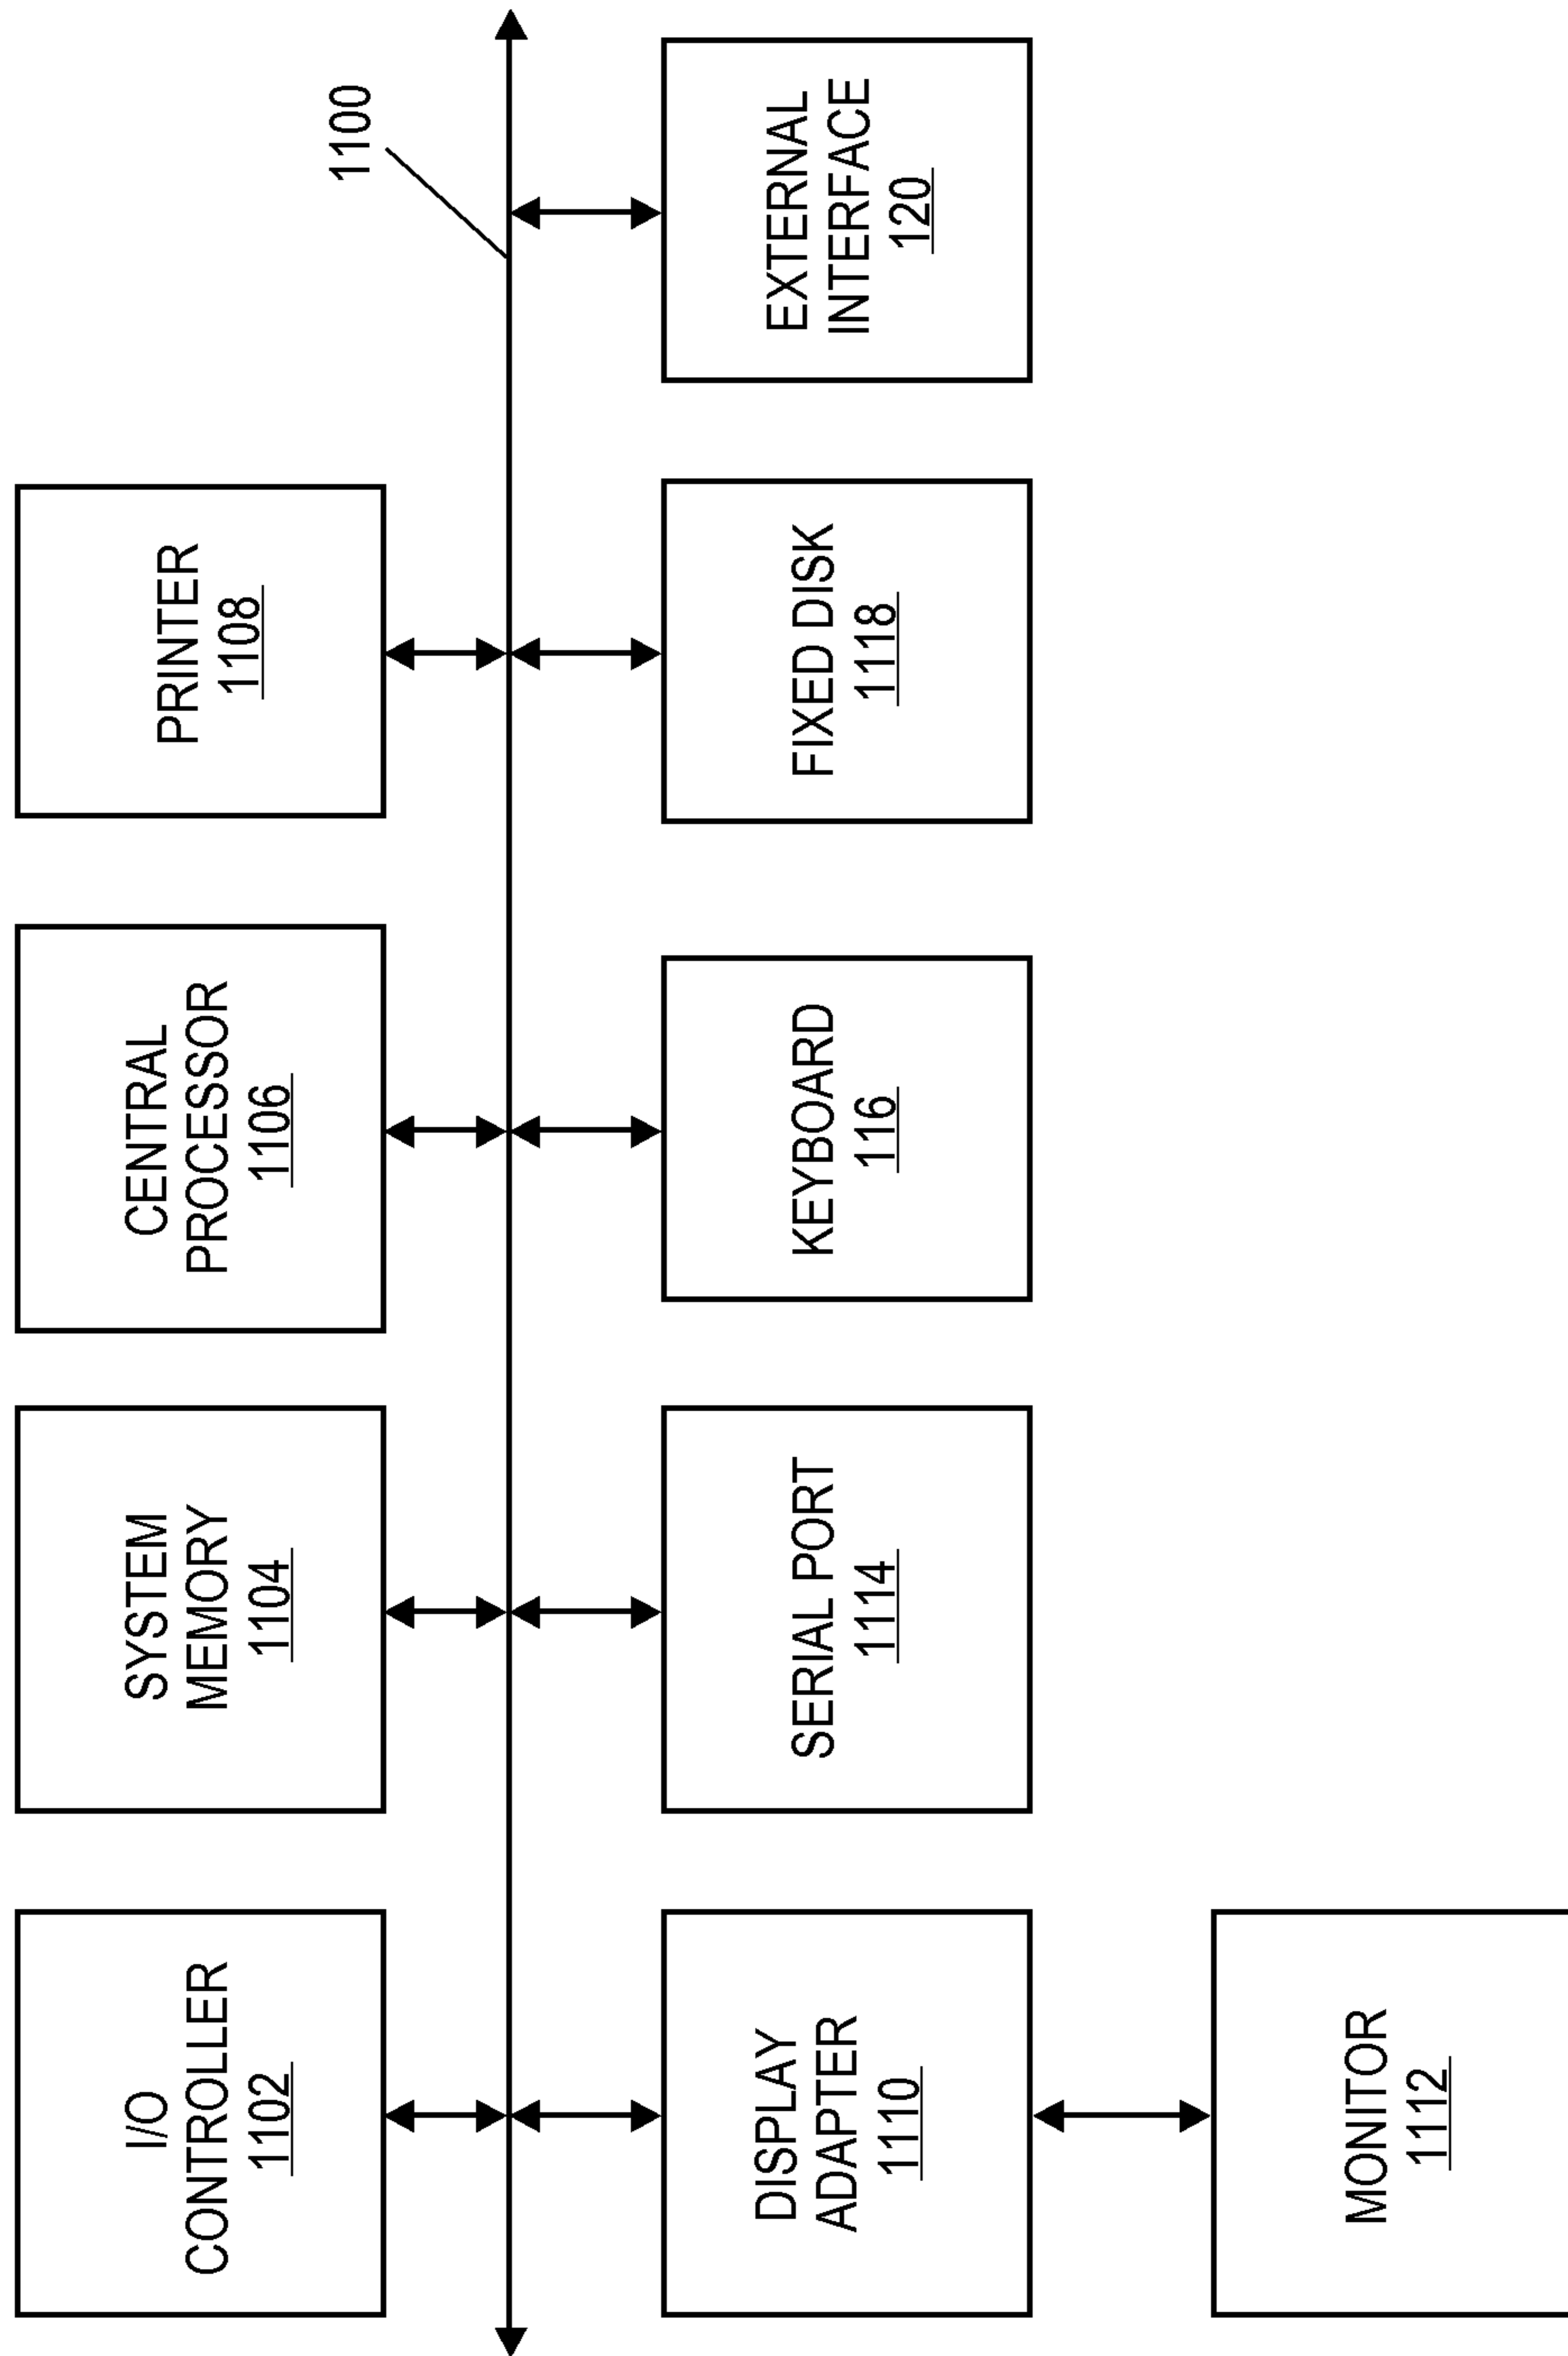 I/O
CONTROLLER
1102
SYSTEM
MEMORY
1104
CENTRAL
PROCESSOR
1106
PRINTER
1108
1100
DISPLAY
ADAPTER
1110
SERIAL PORT
1114
KEYBOARD
116
FIXED DISK
1118
EXTERNAL
INTERFACE
120
MONITOR
1112